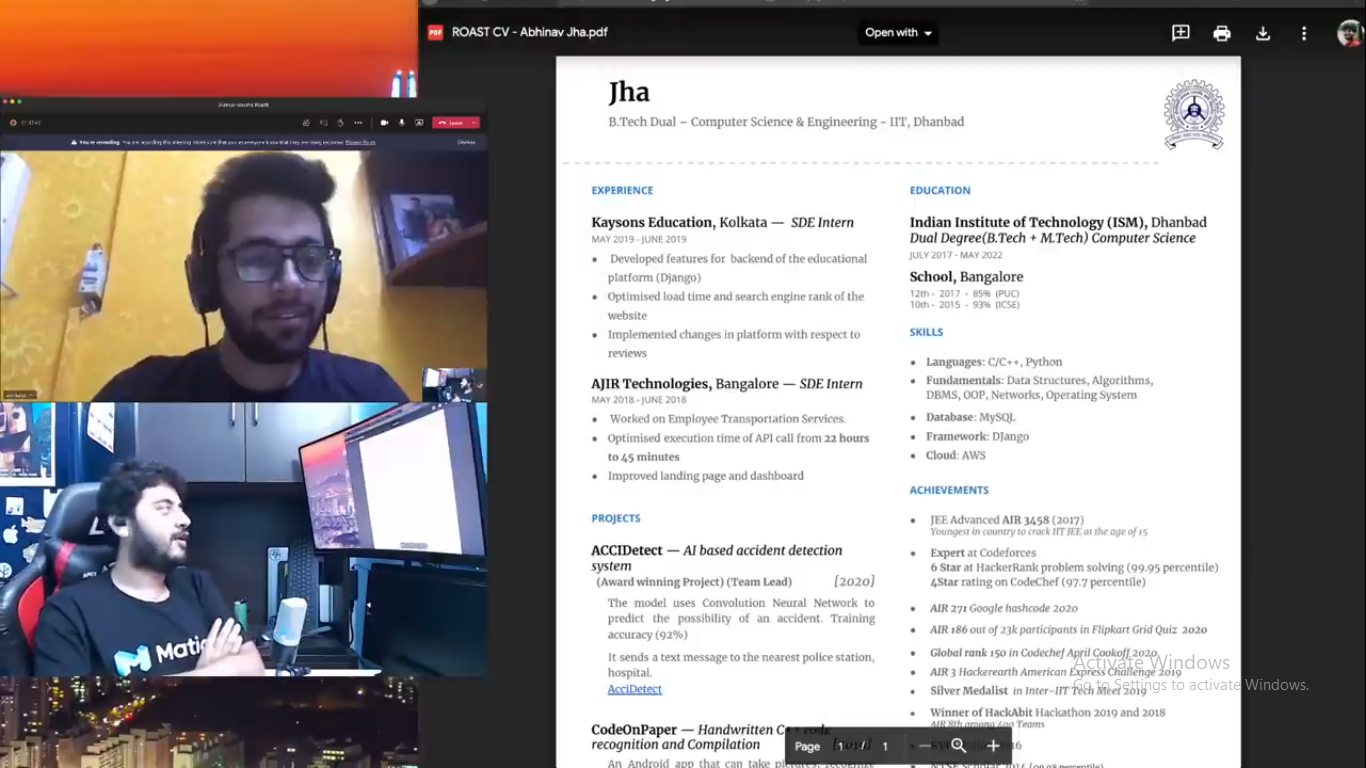 ROAST CV - Abhinav Jha.pdf
Open with
Leave
Jha
B.Tech Dual – Computer Science & Engineering - IIT, Dhanbad
EXPERIENCE
Kaysons Education, Kolkata — SDE Intern
MAY 2019 - JUNE 2019
Developed features for backend of the educational
platform (Django)
Optimised load time and search engine rank of the
website
Implemented changes in platform with respect to
reviews
AJIR Technologies, Bangalore — SDE Intern
MAY 2018 - JUNE 2018
Worked on Employee Transportation Services.
Optimised execution time of API call from 22 hours
to 45 minutes
Improved landing page and dashboard
PROJECTS
ACCIDetect — AI based accident detection
system
(Award winning Project) (Team Lead) [2020]
The model uses Convolution Neural Network to
predict the possibility of an accident. Training
accuracy (92%)
It sends a text message to the nearest police station,
hospital.
AcciDetect
CodeOnPaper — Handwritten C++ code
recognition and Compilation
An Android app that can take pictures, recognize
EDUCATION
Indian Institute of Technology (ISM), Dhanbad
Dual Degree(B.Tech + M.Tech) Computer Science
JULY 2017 - MAY 2022
School, Bangalore
12th - 2017 - 85% (PUC)
10th - 2015 - 93% (ICSE)
SKILLS
Languages: C/C++, Python
Fundamentals: Data Structures, Algorithms,
DBMS, OOP, Networks, Operating System
Database: MySQL
Framework: DJango
Cloud: AWS
ACHIEVEMENTS
JEE Advanced AIR 3458 (2017)
Youngest in country to crack IIT JEE at the age of 15
Expert at Codeforces
6 Star at HackerRank problem solving (99.95 percentile)
4Star rating on CodeChef (97.7 percentile)
AIR 271 Google hashcode 2020
AIR 186 out of 23k participants in Flipkart Grid Quiz 2020
Global rank 150 in Codechef April Cookoff 2020
AIR 3 Hackerearth American Express Challenge 2019
Silver Medalist in Inter-IIT Tech Meet 2019
Winner of HackAbit Hackathon 2019 and 2018
AIR 8th among 400 Teams
Page 1 / 1
Activate Windows
Go to Settings to activate Windows.
Matic